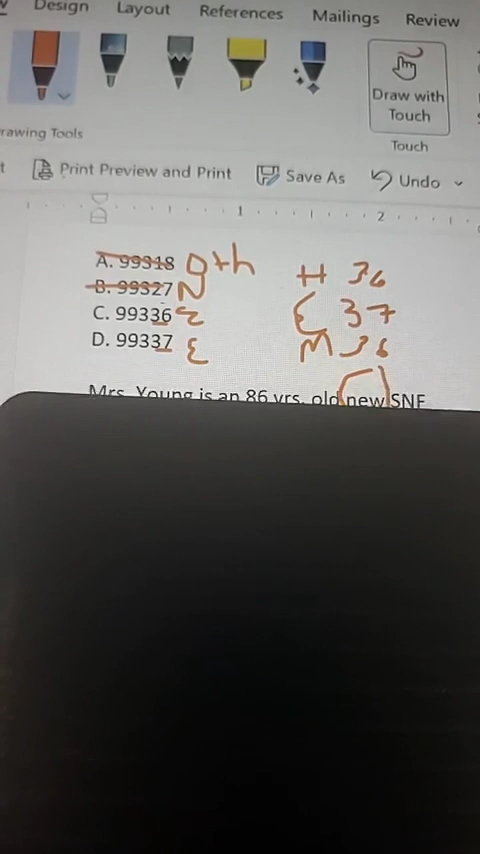 Design Layout References Mailings Review
Draw with
Touch
rawing Tools
Touch
Print Preview and Print Save As Undo
1 2
A. 99318 Oth
B. 99327 N
C. 99336 E
D. 99337 E
H 36
E 37
M 36
Mrs. Young is an 86 yrs. old new SNF